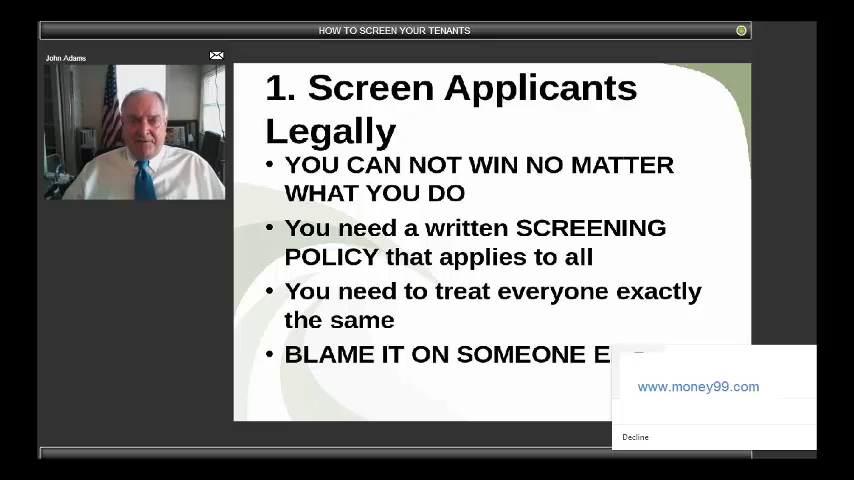 HOW TO SCREEN YOUR TENANTS
John Adams
1. Screen Applicants
Legally
• YOU CAN NOT WIN NO MATTER
WHAT YOU DO
• You need a written SCREENING
POLICY that applies to all
• You need to treat everyone exactly
the same
• BLAME IT ON SOMEONE E
www.money99.com
Decline